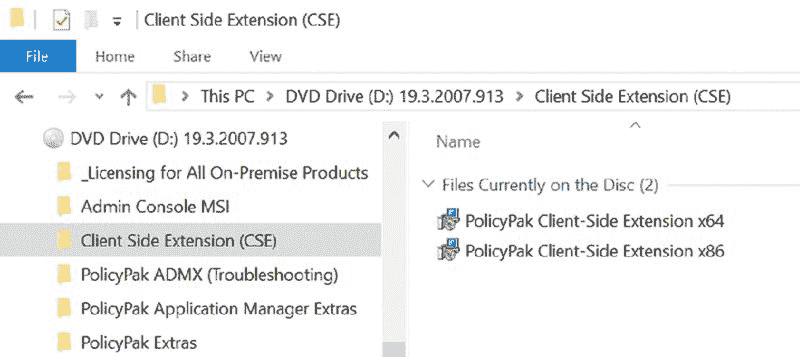 Client Side Extension (CSE)
File Home Share View
This PC DVD Drive (D:) 19.3.2007.913 Client Side Extension (CSE)
DVD Drive (D:) 19.3.2007.913
_Licensing for All On-Premise Products
Admin Console MSI
Client Side Extension (CSE)
PolicyPak ADMX (Troubleshooting)
PolicyPak Application Manager Extras
PolicyPak Extras
Name
Files Currently on the Disc (2)
PolicyPak Client-Side Extension x64
PolicyPak Client-Side Extension x86